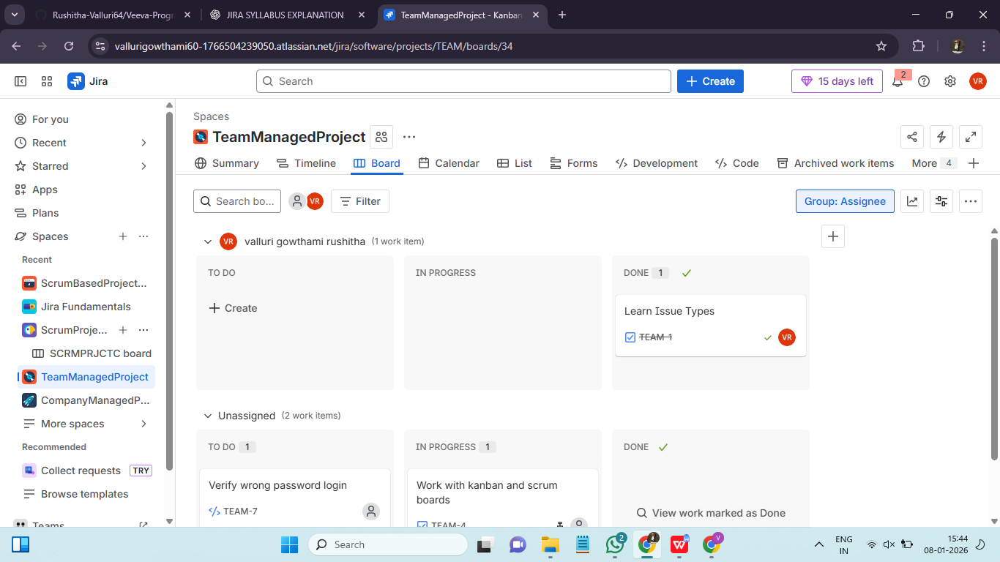 Rushitha-Valluri64/Veeva-Progr
JIRA SYLLABUS EXPLANATION
TeamManagedProject - Kanban
vallurigowthami60-1766504239050.atlassian.net/jira/software/projects/TEAM/boards/34
Jira
Search
Create
15 days left
2
VR
For you
Recent
Starred
Apps
Plans
Spaces
Recent
ScrumBasedProject...
Jira Fundamentals
ScrumProje...
SCRMPRJCTC board
TeamManagedProject
CompanyManagedP...
More spaces
Recommended
Collect requests TRY
Browse templates
Teams
Spaces
TeamManagedProject
Summary Timeline Board Calendar List Forms Development Code Archived work items More 4
Search bo... VR Filter Group: Assignee
VR valluri gowthami rushitha (1 work item)
TO DO IN PROGRESS DONE 1
Create
Learn Issue Types
TEAM-1 VR
Unassigned (2 work items)
TO DO 1 IN PROGRESS 1 DONE
Verify wrong password login
TEAM-7
Work with kanban and scrum
boards
TEAM-4
View work marked as Done
Search
2
V
ENG
IN
15:44
08-01-2026